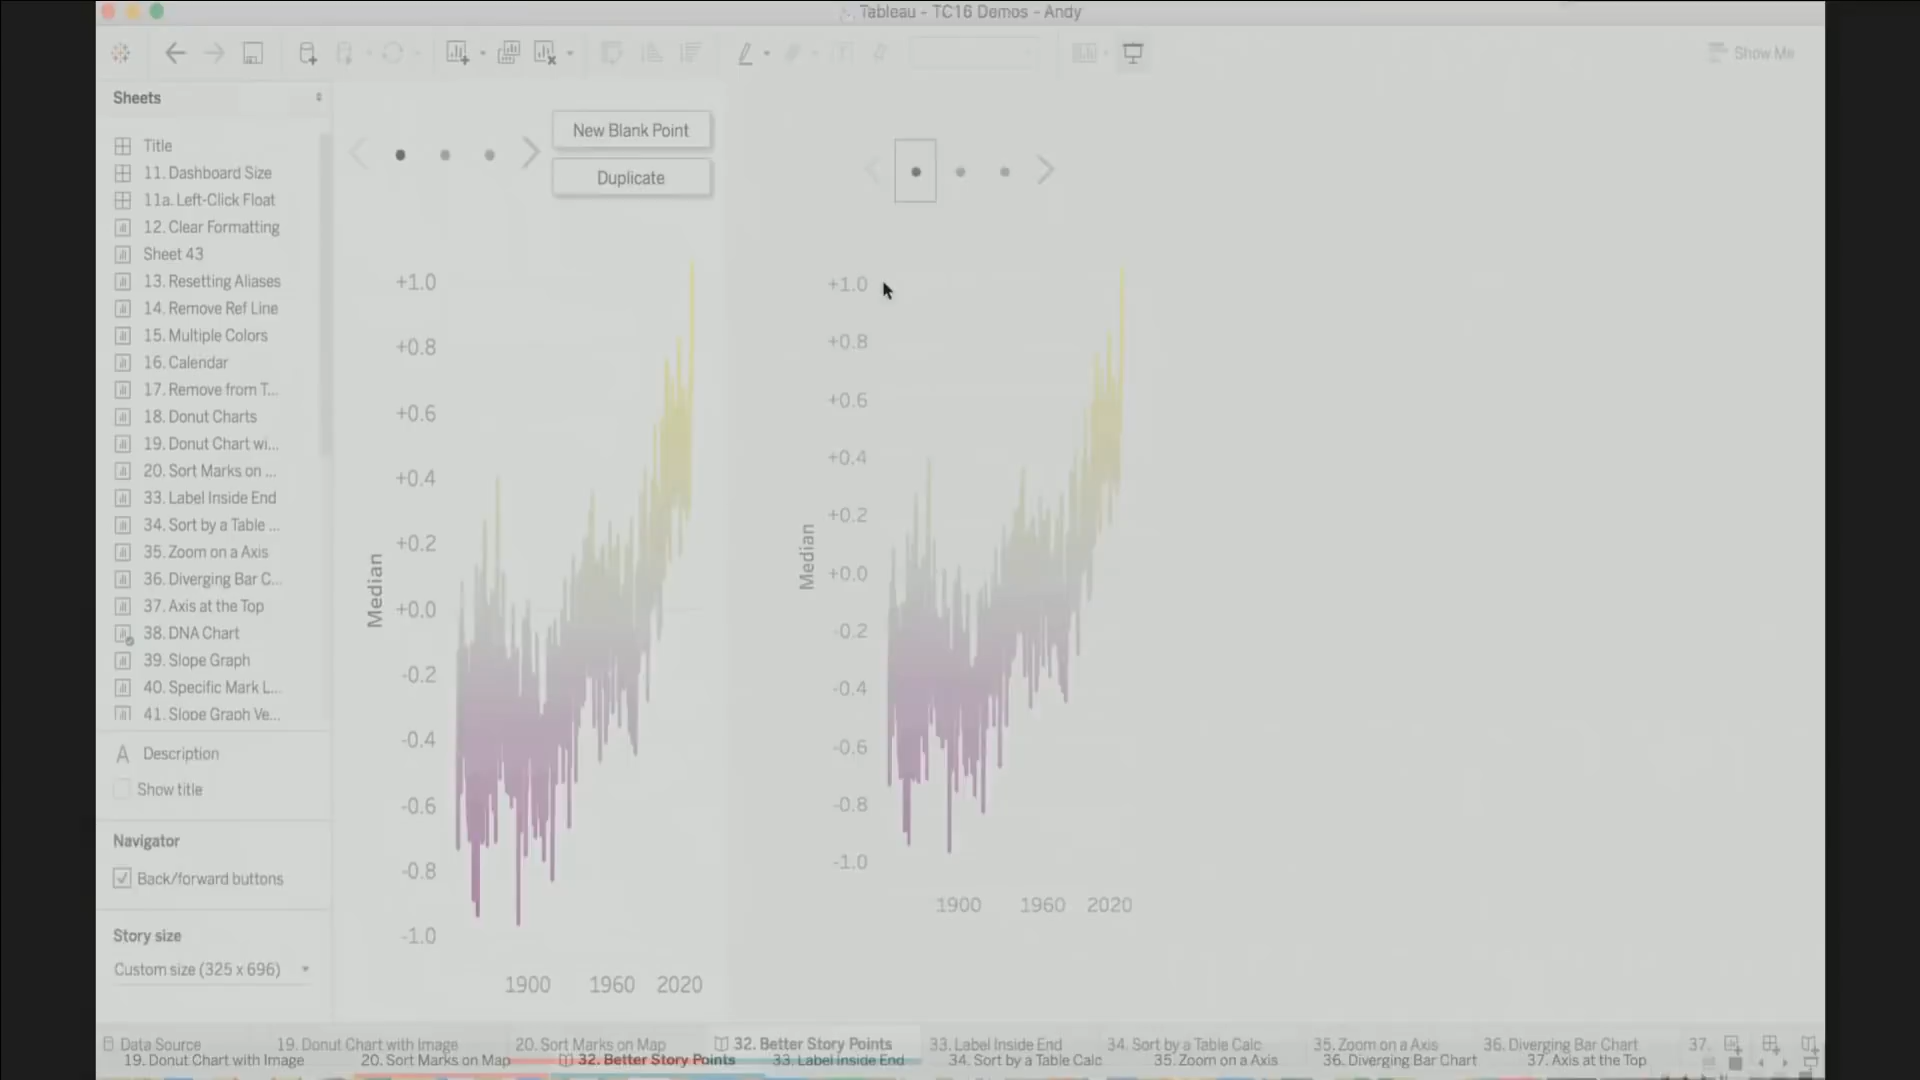 Tableau - TC16 Demos - Andy
Show Me
Sheets
Title
11. Dashboard Size
11a. Left-Click Float
12. Clear Formatting
Sheet 43
13. Resetting Aliases
14. Remove Ref Line
15. Multiple Colors
16. Calendar
17. Remove from T...
18. Donut Charts
19. Donut Chart wi...
20. Sort Marks on ...
33. Label Inside End
34. Sort by a Table ...
35. Zoom on a Axis
36. Diverging Bar C...
37. Axis at the Top
38. DNA Chart
39. Slope Graph
40. Specific Mark L...
41. Slope Graph Ve...
Description
Show title
Navigator
Back/forward buttons
Story size
Custom size (325 x 696)
New Blank Point
Duplicate
+1.0
+0.8
+0.6
+0.4
+0.2
+0.0
-0.2
-0.4
-0.6
-0.8
-1.0
Median
1900 1960 2020
+1.0
+0.8
+0.6
+0.4
+0.2
+0.0
-0.2
-0.4
-0.6
-0.8
-1.0
Median
1900 1960 2020
Data Source 19. Donut Chart with Image 20. Sort Marks on Map 32. Better Story Points 33. Label Inside End 34. Sort by a Table Calc 35. Zoom on a Axis 36. Diverging Bar Chart 37.
19. Donut Chart with Image 20. Sort Marks on Map 32. Better Story Points 33. Label Inside End 34. Sort by a Table Calc 35. Zoom on a Axis 36. Diverging Bar Chart 37. Axis at the Top